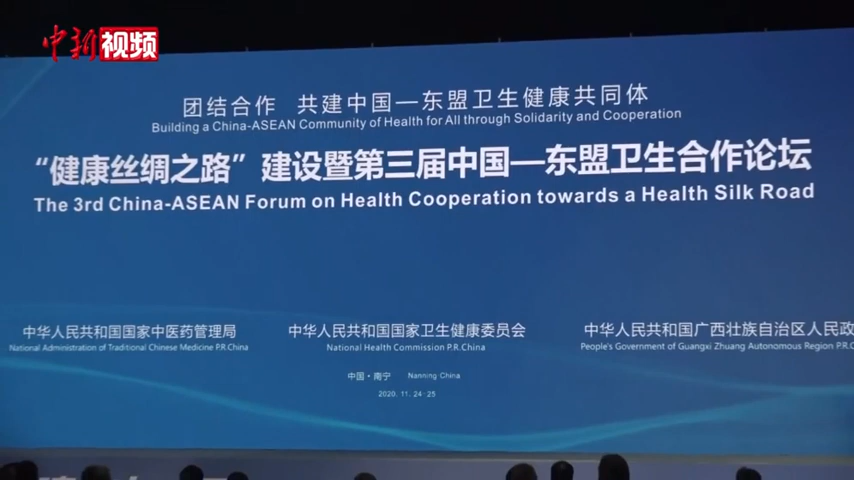 中新视频
团结合作 共建中国—东盟卫生健康共同体
Building a China-ASEAN Community of Health for All through Solidarity and Cooperation
“健康丝绸之路”建设暨第三届中国—东盟卫生合作论坛
The 3rd China-ASEAN Forum on Health Cooperation towards a Health Silk Road
中华人民共和国国家中医药管理局 中华人民共和国国家卫生健康委员会 中华人民共和国广西壮族自治区人民政
National Administration of Traditional Chinese Medicine P.R.China National Health Commission P.R.China People's Government of Guangxi Zhuang Autonomous Region P.R.C
中国·南宁 Nanning China
2020. 11. 24-25